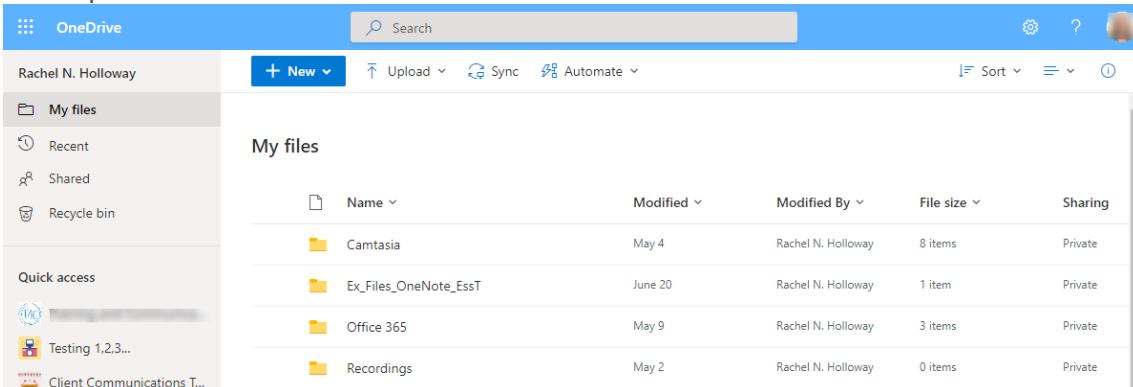 OneDrive Search ?
Rachel N. Holloway + New Upload Sync Automate Sort
My files
Recent
Shared
Recycle bin
Quick access
Testing 1,2,3...
Client Communications T...
My files
Name Modified Modified By File size Sharing
Camtasia May 4 Rachel N. Holloway 8 items Private
Ex_Files_OneNote_EssT June 20 Rachel N. Holloway 1 item Private
Office 365 May 9 Rachel N. Holloway 3 items Private
Recordings May 2 Rachel N. Holloway 0 items Private